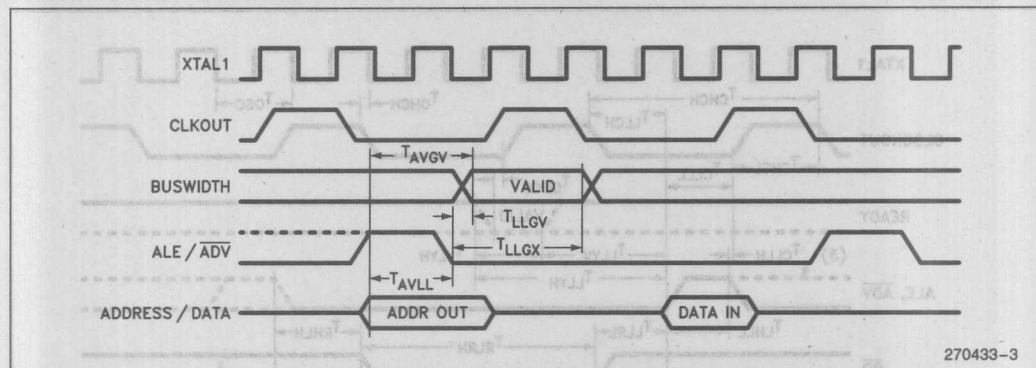 XTAL1
CLKOUT
T_AVGV
BUSWIDTH
VALID
T_LLGV
ALE / ADV
T_LLGX
T_AVLL
ADDRESS / DATA
ADDR OUT
DATA IN
270433-3